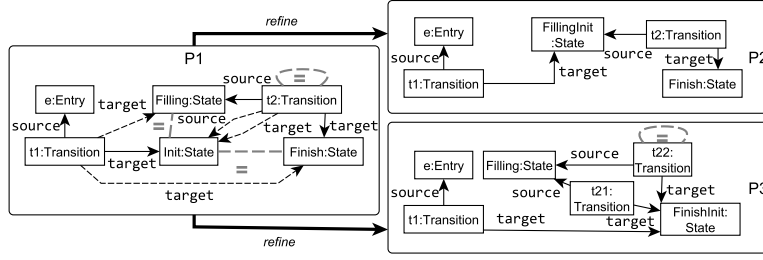 refine
P1
e:Entry
Filling:State
source
=
t2:Transition
target
source
source
=
target
target
t1:Transition
target
Init:State
=
Finish:State
target
refine
P2
e:Entry
FillingInit
:State
t2:Transition
source
source
target
t1:Transition
target
Finish:State
P3
e:Entry
Filling:State
source
=
t22:
Transition
source
source
t21:
Transition
target
t1:Transition
target
target
FinishInit:
State